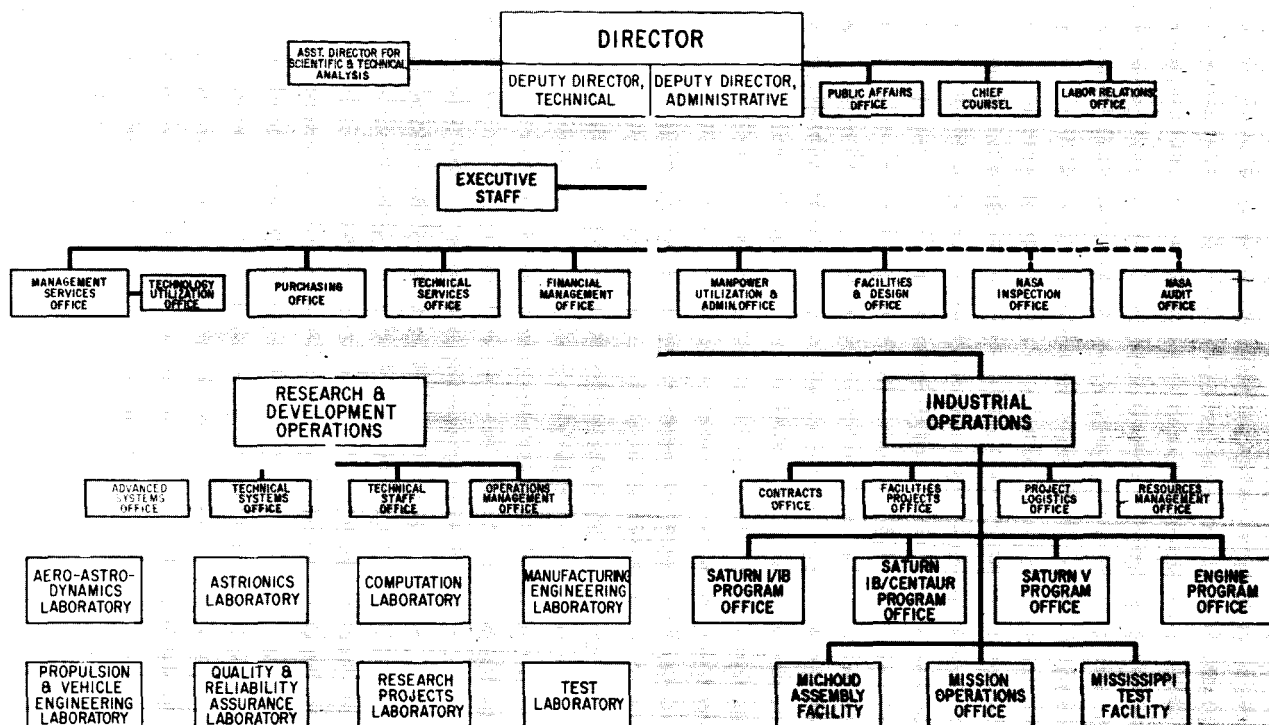 DIRECTOR
ASST. DIRECTOR FOR
SCIENTIFIC & TECHNICAL
ANALYSIS
DEPUTY DIRECTOR,
TECHNICAL
DEPUTY DIRECTOR,
ADMINISTRATIVE
PUBLIC AFFAIRS
OFFICE
CHIEF
COUNSEL
LABOR RELATIONS
OFFICE
EXECUTIVE
STAFF
MANAGEMENT
SERVICES
OFFICE
TECHNOLOGY
UTILIZATION
OFFICE
PURCHASING
OFFICE
TECHNICAL
SERVICES
OFFICE
FINANCIAL
MANAGEMENT
OFFICE
MANPOWER
UTILIZATION &
ADMIN. OFFICE
FACILITIES
& DESIGN
OFFICE
NASA
INSPECTION
OFFICE
NASA
AUDIT
OFFICE
RESEARCH &
DEVELOPMENT
OPERATIONS
INDUSTRIAL
OPERATIONS
ADVANCED
SYSTEMS
OFFICE
TECHNICAL
SYSTEMS
OFFICE
TECHNICAL
STAFF
OFFICE
OPERATIONS
MANAGEMENT
OFFICE
CONTRACTS
OFFICE
FACILITIES
PROJECTS
OFFICE
PROJECT
LOGISTICS
OFFICE
RESOURCES
MANAGEMENT
OFFICE
AERO-ASTRO-
DYNAMICS
LABORATORY
ASTRIONICS
LABORATORY
COMPUTATION
LABORATORY
MANUFACTURING
ENGINEERING
LABORATORY
SATURN I/IB
PROGRAM
OFFICE
SATURN
IB/CENTAUR
PROGRAM
OFFICE
SATURN V
PROGRAM
OFFICE
ENGINE
PROGRAM
OFFICE
PROPULSION
& VEHICLE
ENGINEERING
LABORATORY
QUALITY &
RELIABILITY
ASSURANCE
LABORATORY
RESEARCH
PROJECTS
LABORATORY
TEST
LABORATORY
MICHOUD
ASSEMBLY
FACILITY
MISSION
OPERATIONS
OFFICE
MISSISSIPPI
TEST
FACILITY